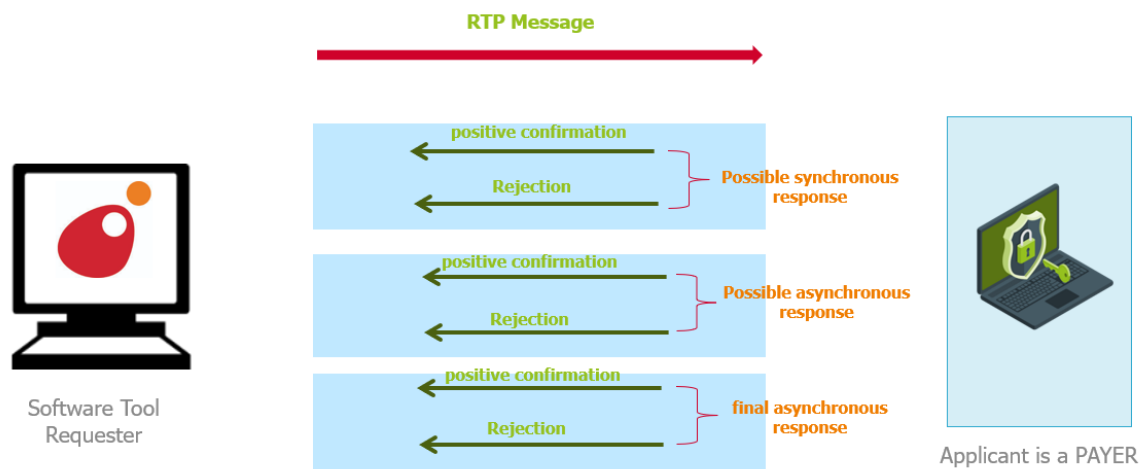 RTP Message
positive confirmation
Rejection
Possible synchronous
response
positive confirmation
Rejection
Possible asynchronous
response
positive confirmation
Rejection
final asynchronous
response
Software Tool
Requester
Applicant is a PAYER